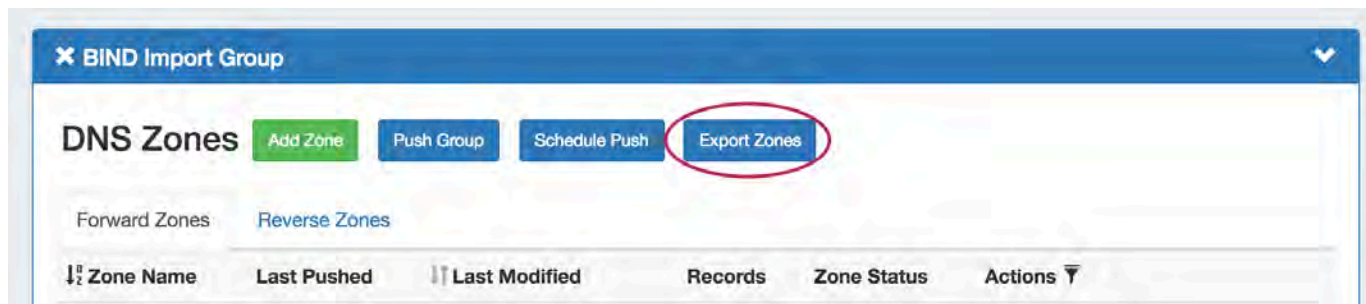 BIND Import Group
DNS Zones Add Zone Push Group Schedule Push Export Zones
Forward Zones Reverse Zones
Zone Name Last Pushed Last Modified Records Zone Status Actions